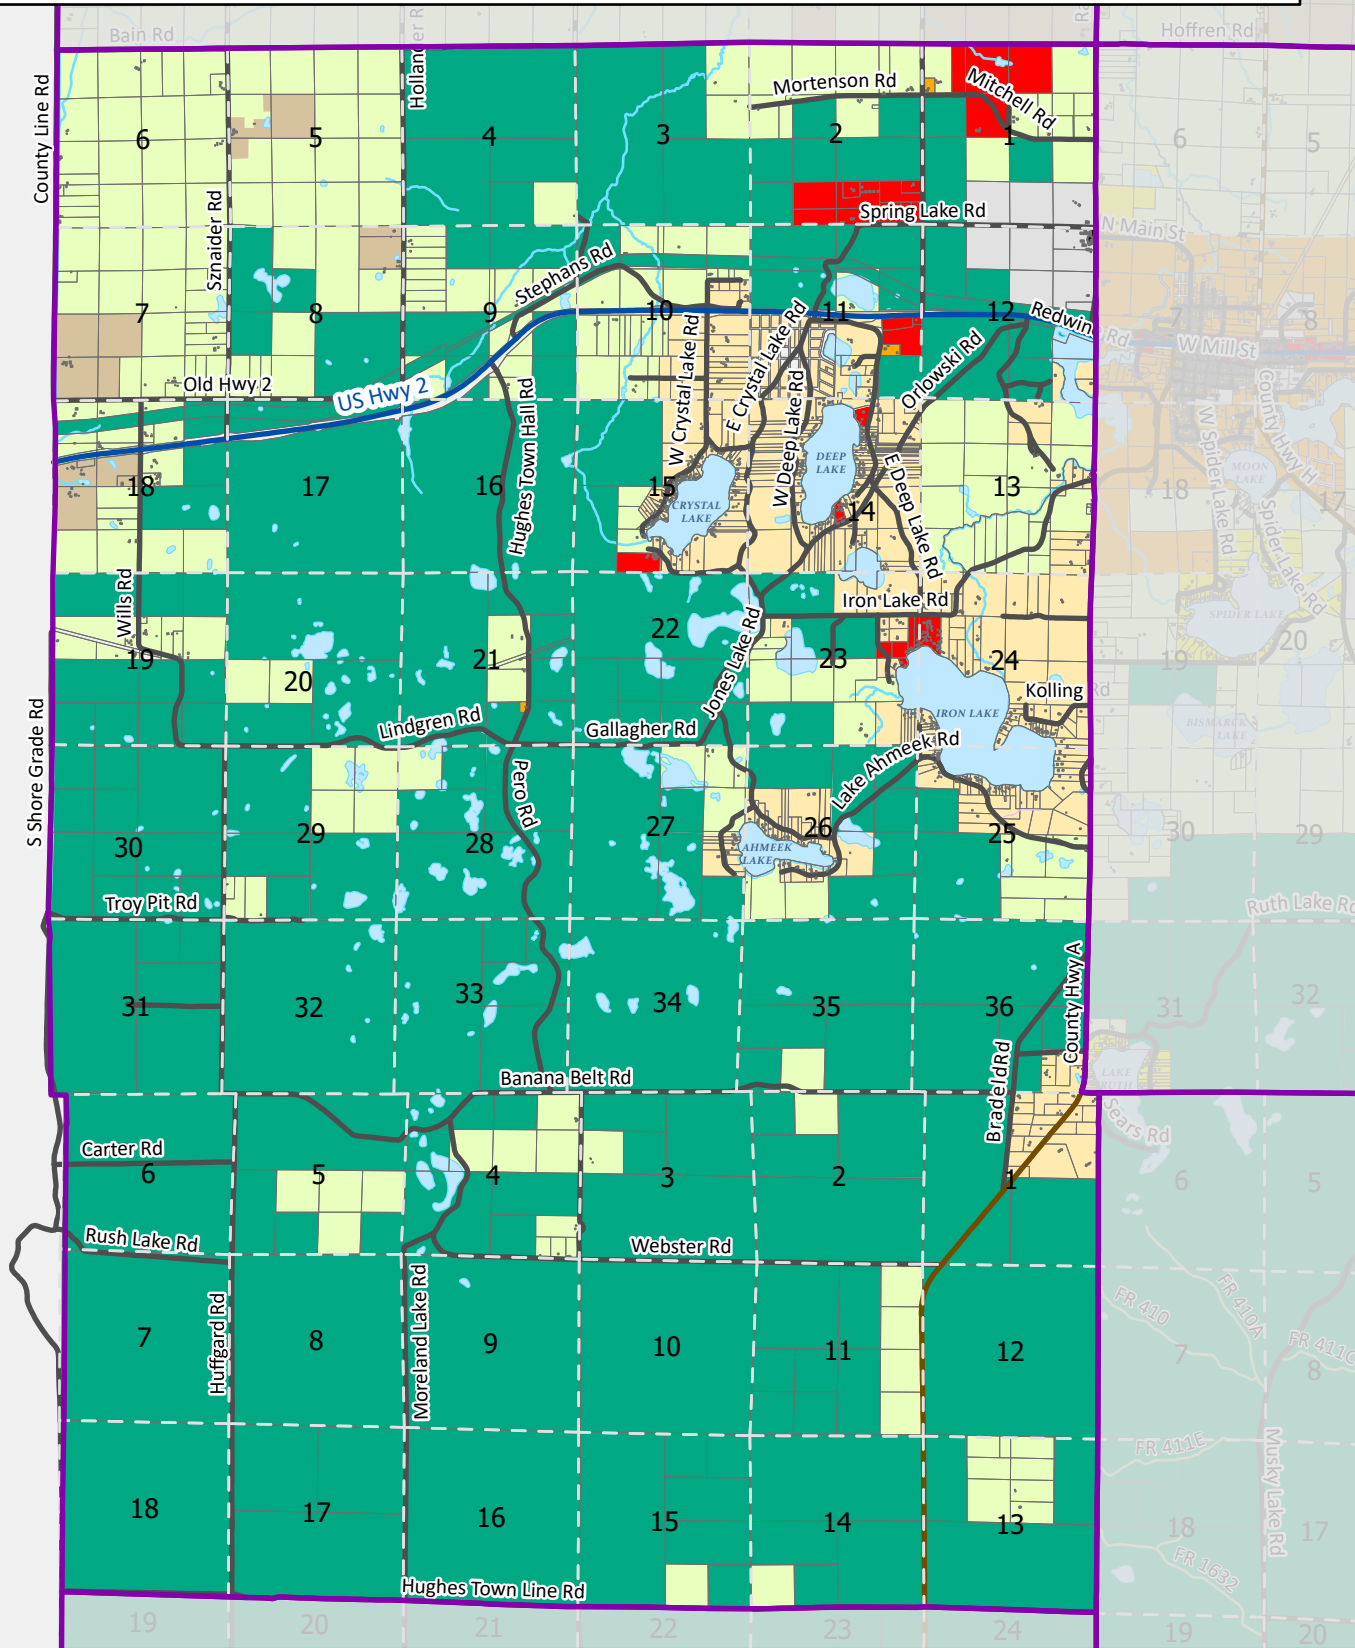 Bain Rd
Hoffren Rd
County Line Rd
Holland
er R
Ra
Mortenson Rd
Mitchell Rd
6
5
4
3
2
1
6
5
Sznaider Rd
Spring Lake Rd
N Main St
Stephans Rd
7
8
9
10
11
12
7
8
Redwin
Rd
W Mill St
W Crystal Lake Rd
E Crystal Lake Rd
W Deep Lake Rd
Orlowski Rd
Old Hwy 2
US Hwy 2
Hughes Town Hall Rd
E Deep Lake Rd
County Hwy H
W Spider Lake Rd
Spider Lake Rd
DEEP
LAKE
MOON
LAKE
CRYSTAL
LAKE
18
17
16
15
14
13
18
17
Wills Rd
Iron Lake Rd
SPIDER LAKE
19
20
21
22
23
24
19
20
Jones Lake Rd
Kolling
Rd
IRON LAKE
BISMARCK
LAKE
S Shore Grade Rd
Lindgren Rd
Gallagher Rd
Lake Ahmeek Rd
Pero Rd
30
29
28
27
26
25
30
29
AHMEEK
LAKE
Troy Pit Rd
Ruth Lake Rd
County Hwy A
31
32
33
34
35
36
31
32
Banana Belt Rd
Bradeld Rd
LAKE
RUTH
Sears Rd
Carter Rd
6
5
4
3
2
1
6
5
Rush Lake Rd
Webster Rd
Huffgard Rd
Moreland Lake Rd
FR 410
FR 410A
FR 411C
7
8
9
10
11
12
7
8
FR 411E
Musky Lake Rd
18
17
16
15
14
13
18
17
FR 1632
Hughes Town Line Rd
19
20
21
22
23
24
19
20